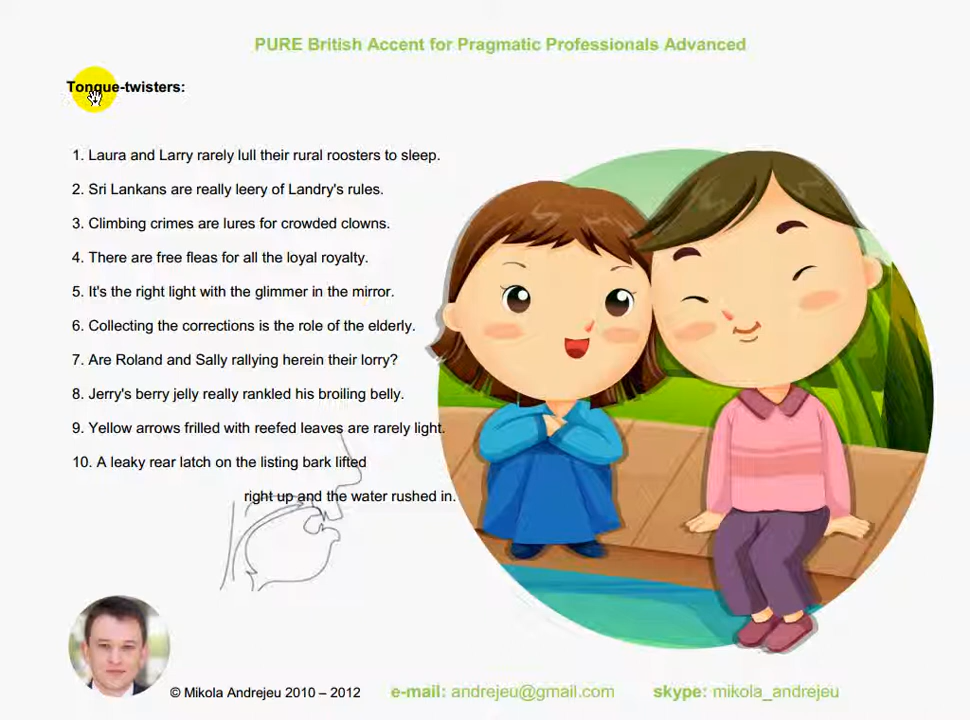 PURE British Accent for Pragmatic Professionals Advanced
Tongue-twisters:
1. Laura and Larry rarely lull their rural roosters to sleep.
2. Sri Lankans are really leery of Landry's rules.
3. Climbing crimes are lures for crowded clowns.
4. There are free fleas for all the loyal royalty.
5. It's the right light with the glimmer in the mirror.
6. Collecting the corrections is the role of the elderly.
7. Are Roland and Sally rallying herein their lorry?
8. Jerry's berry jelly really rankled his broiling belly.
9. Yellow arrows frilled with reefed leaves are rarely light.
10. A leaky rear latch on the listing bark lifted
right up and the water rushed in.
© Mikola Andrejeu 2010 – 2012 e-mail: andrejeu@gmail.com skype: mikola_andrejeu